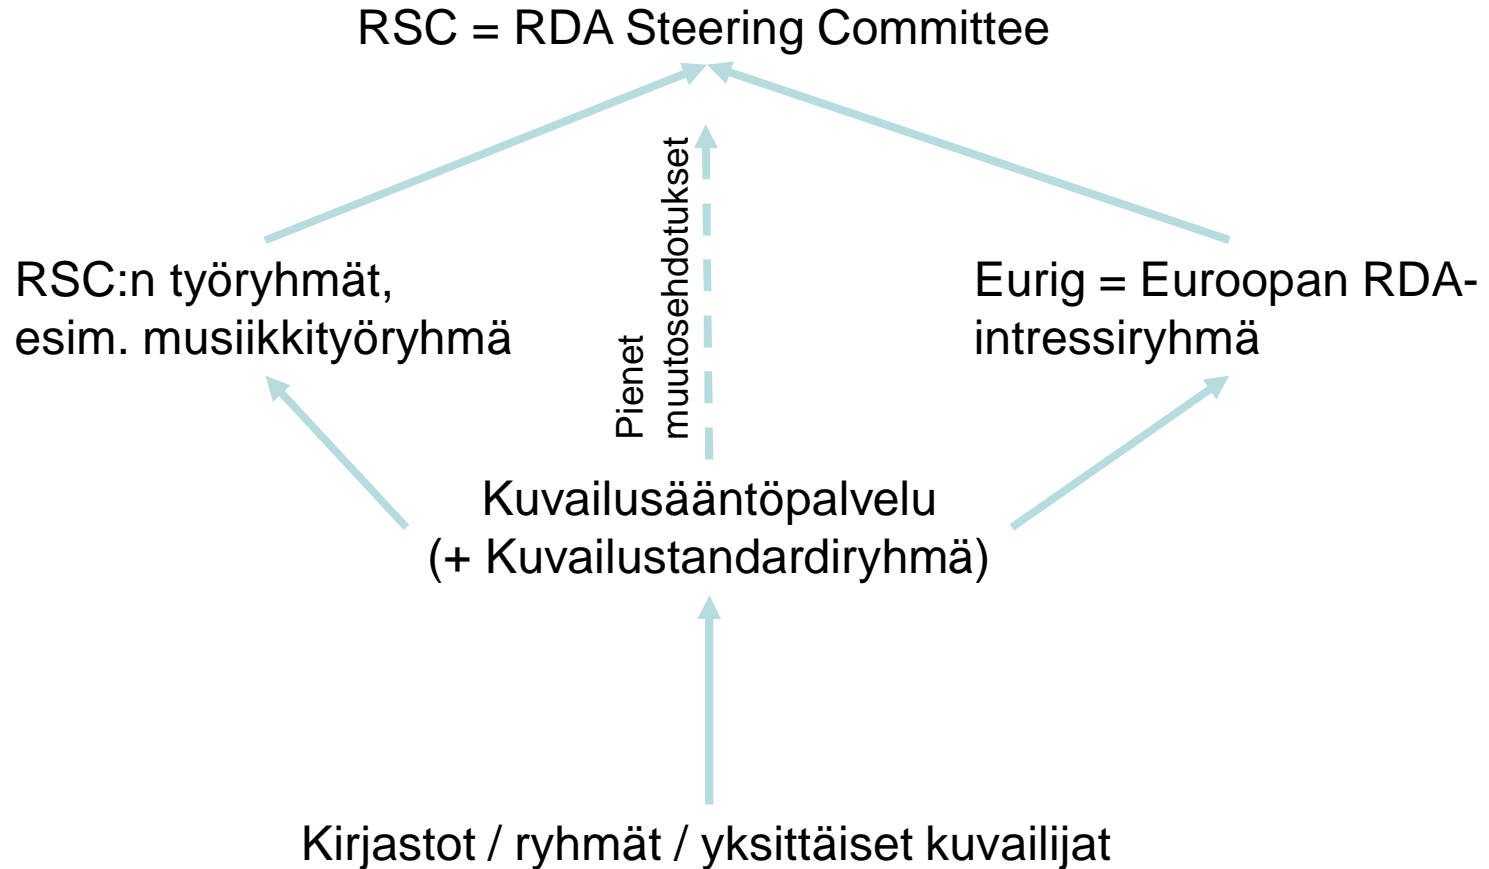 RSC = RDA Steering Committee
Pienet
muutosehdotukset
RSC:n työryhmät,
esim. musiikkityöryhmä
Eurig = Euroopan RDA-
intressiryhmä
Kuvailusääntöpalvelu
(+ Kuvailustandardiryhmä)
Kirjastot / ryhmät / yksittäiset kuvailijat